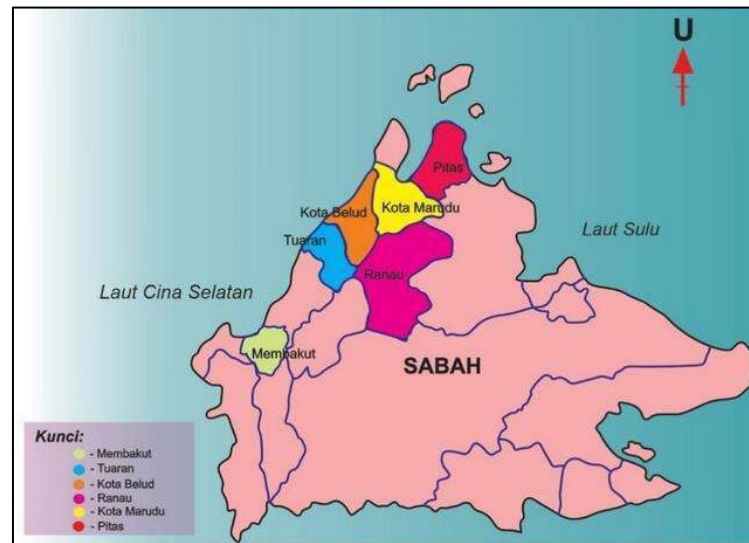 U
Pitas
Kota Belud
Kota Marudu
Tuaran
Laut Sulu
Ranau
Laut Cina Selatan
Membakut
SABAH
Kunci:
- Membakut
- Tuaran
- Kota Belud
- Ranau
- Kota Marudu
- Pitas